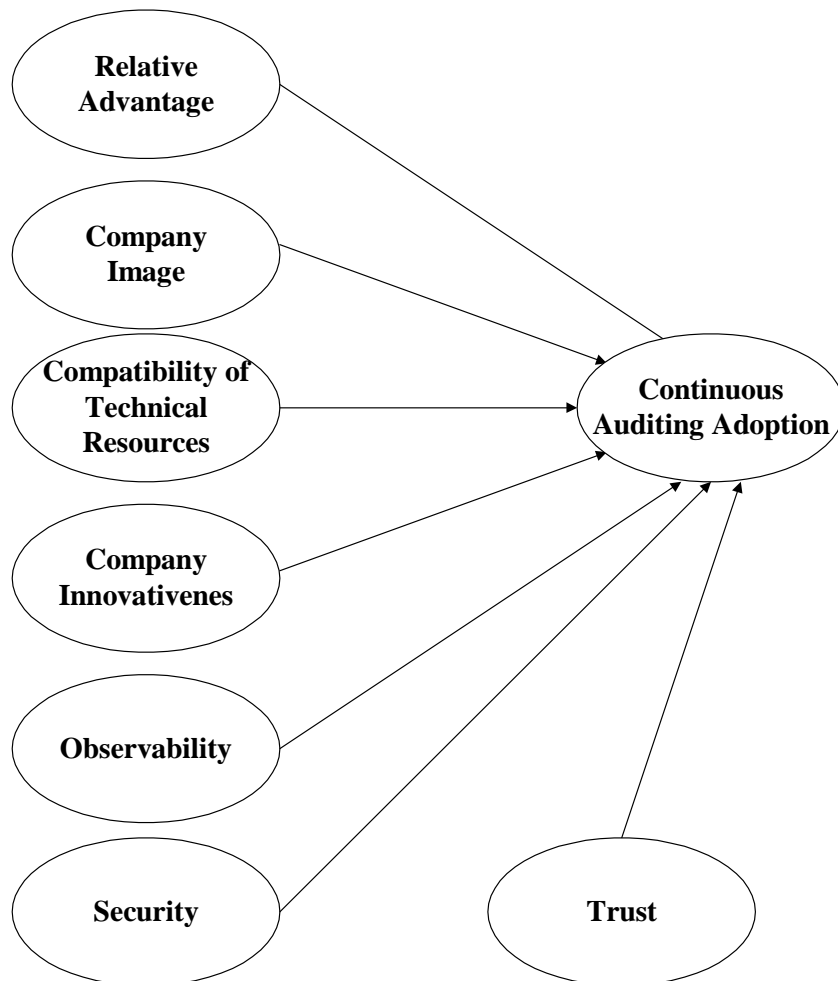 Relative
Advantage
Company
Image
Compatibility of
Technical
Resources
Continuous
Auditing Adoption
Company
Innovativenes
Observability
Security
Trust